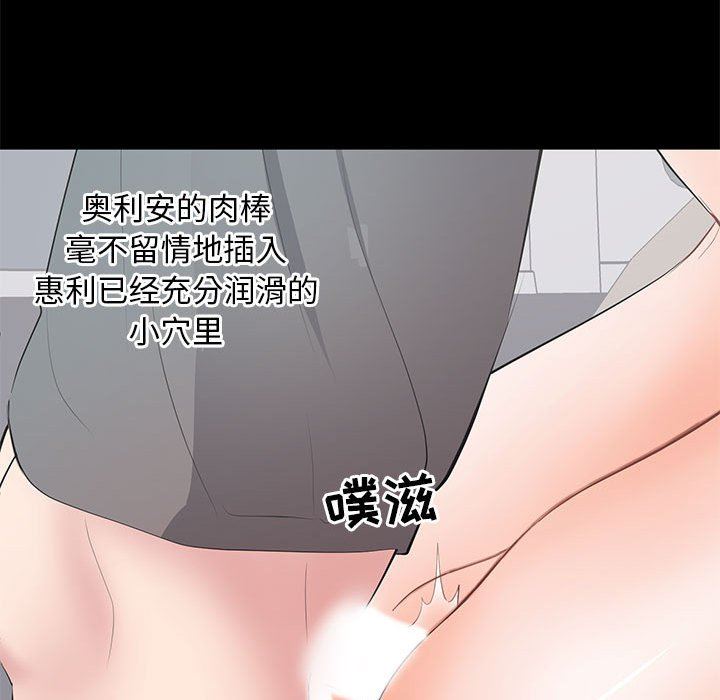 奥利安的肉棒
毫不留情地插入
惠利已经充分润滑的
小穴里
噗滋